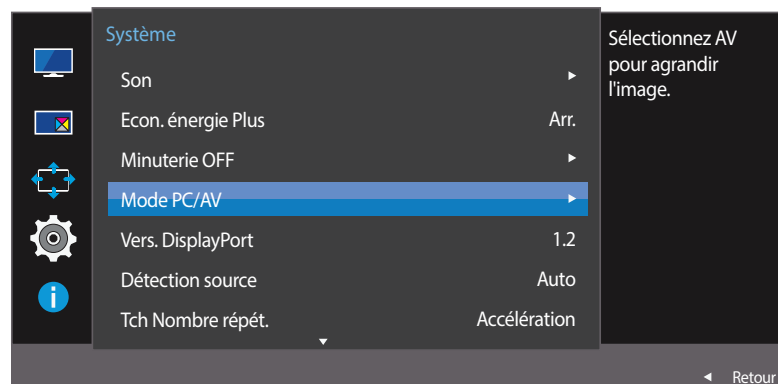 Système
Son
Econ. énergie Plus Arr.
Minuterie OFF
Mode PC/AV
Vers. DisplayPort 1.2
Détection source Auto
Tch Nombre répét. Accélération
Sélectionnez AV
pour agrandir
l'image.
Retour